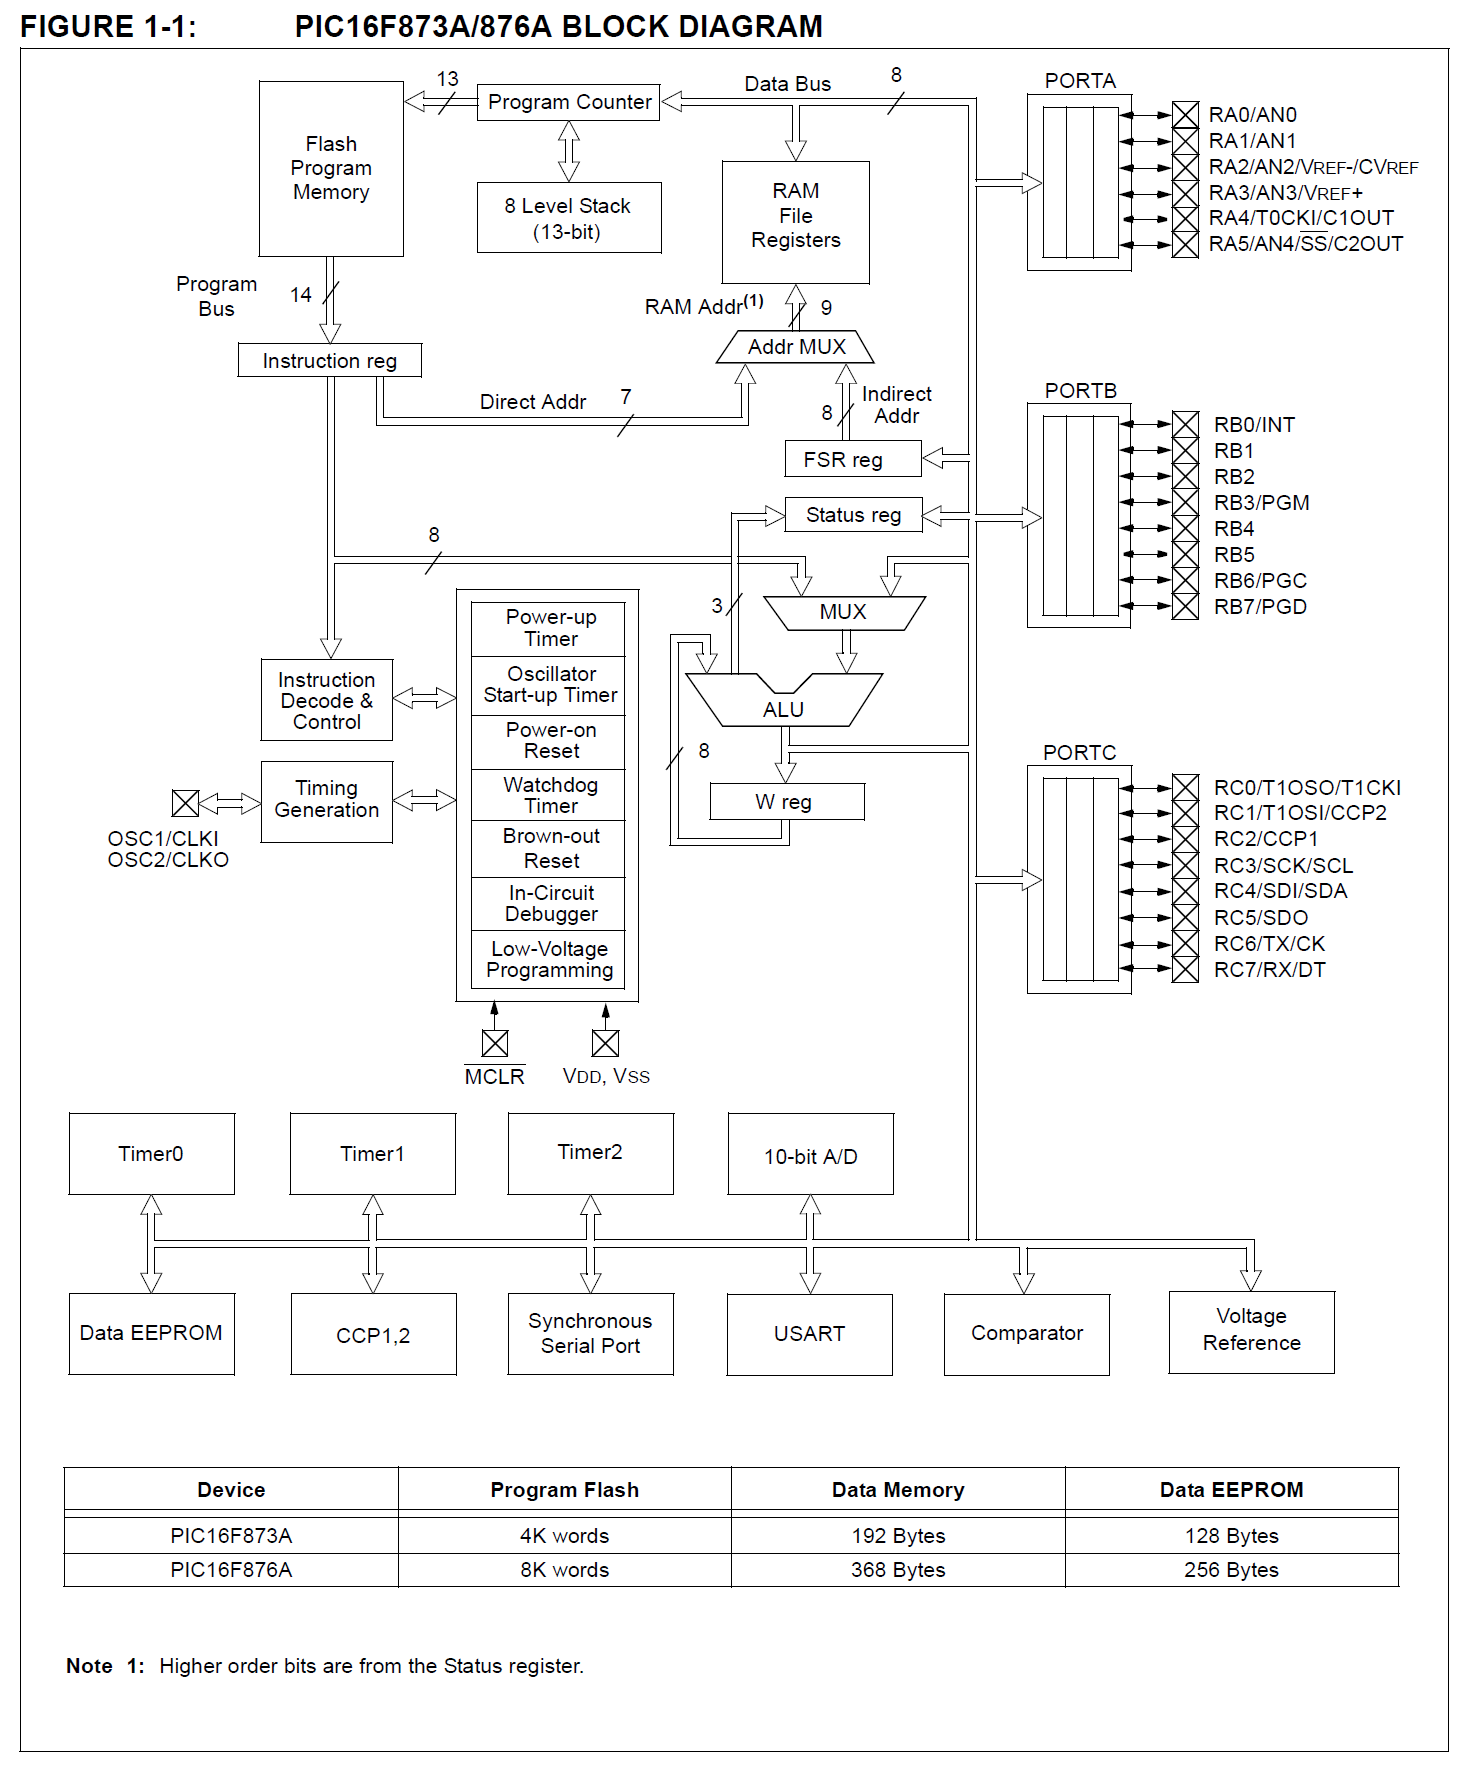 FIGURE 1-1: PIC16F873A/876A BLOCK DIAGRAM
13
Program Counter
Data Bus
8
Flash
Program
Memory
8 Level Stack
(13-bit)
RAM
File
Registers
Program
Bus
14
RAM Addr(1)
9
Addr MUX
Instruction reg
Direct Addr
7
8
Indirect
Addr
FSR reg
Status reg
8
3
MUX
ALU
8
W reg
Instruction
Decode &
Control
Timing
Generation
OSC1/CLKI
OSC2/CLKO
Power-up
Timer
Oscillator
Start-up Timer
Power-on
Reset
Watchdog
Timer
Brown-out
Reset
In-Circuit
Debugger
Low-Voltage
Programming
MCLR
VDD, VSS
PORTA
RA0/AN0
RA1/AN1
RA2/AN2/VREF-/CVREF
RA3/AN3/VREF+
RA4/T0CKI/C1OUT
RA5/AN4/SS/C2OUT
PORTB
RB0/INT
RB1
RB2
RB3/PGM
RB4
RB5
RB6/PGC
RB7/PGD
PORTC
RC0/T1OSO/T1CKI
RC1/T1OSI/CCP2
RC2/CCP1
RC3/SCK/SCL
RC4/SDI/SDA
RC5/SDO
RC6/TX/CK
RC7/RX/DT
Timer0
Timer1
Timer2
10-bit A/D
Data EEPROM
CCP1,2
Synchronous
Serial Port
USART
Comparator
Voltage
Reference
Device Program Flash Data Memory Data EEPROM
PIC16F873A 4K words 192 Bytes 128 Bytes
PIC16F876A 8K words 368 Bytes 256 Bytes
Note 1: Higher order bits are from the Status register.